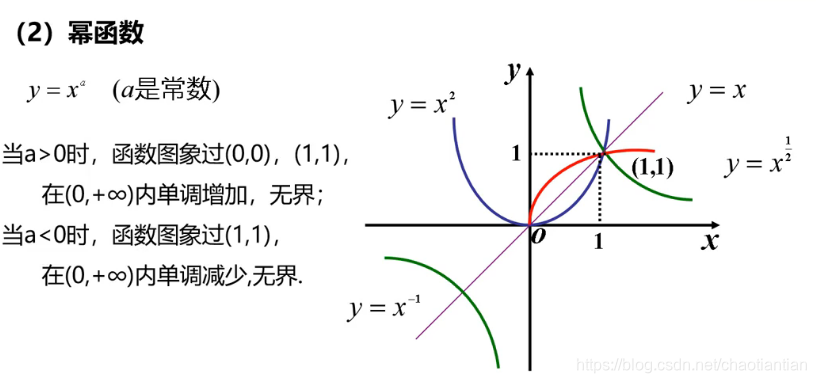 （2）幂函数
y = xᵃ (a是常数)
当a>0时，函数图象过(0,0)，(1,1)，
在(0,+∞)内单调增加，无界；
当a<0时，函数图象过(1,1)，
在(0,+∞)内单调减少,无界.
y
y = x²
y = x
1
(1,1)
y = x^{1/2}
o
1
x
y = x⁻¹
https://blog.csdn.net/chaotiantian